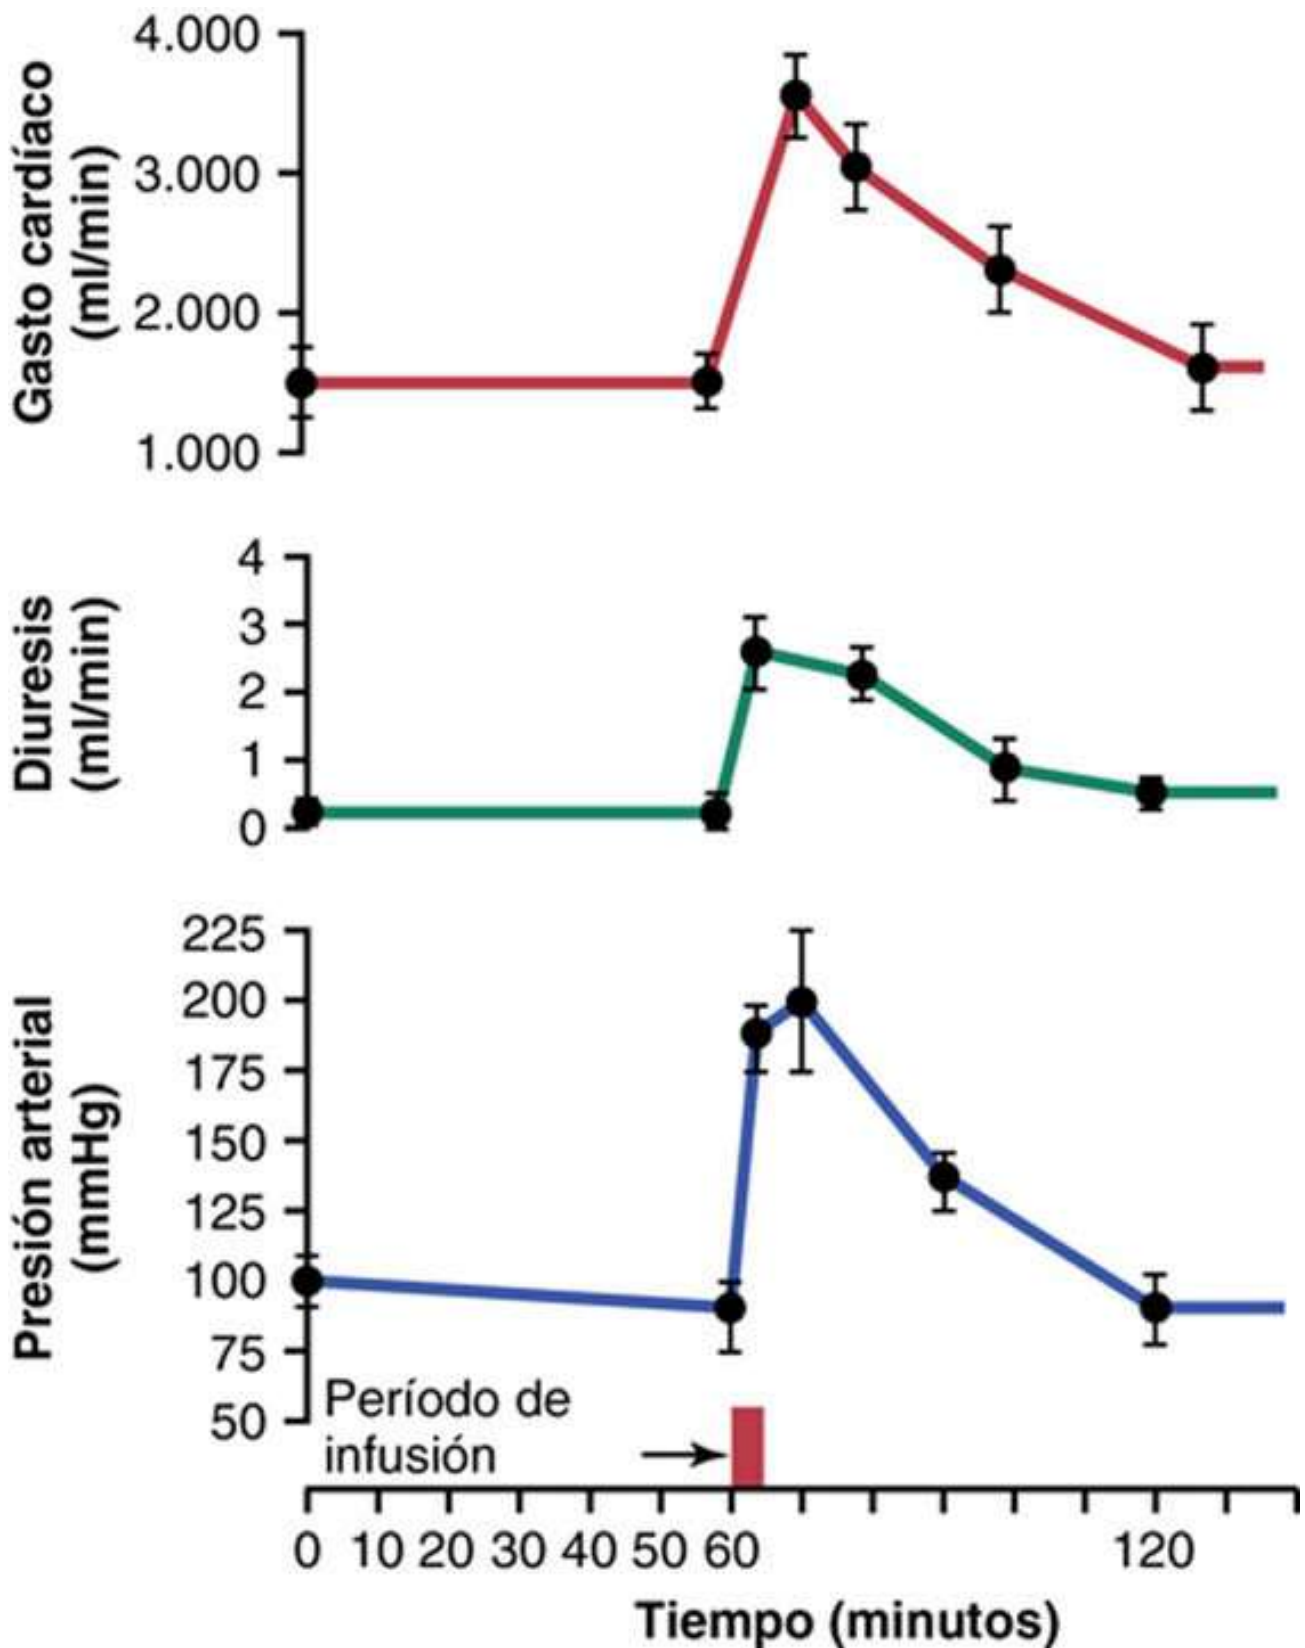 Gasto cardíaco
(ml/min)
4.000
3.000
2.000
1.000
Diuresis
(ml/min)
4
3
2
1
0
Presión arterial
(mmHg)
225
200
175
150
125
100
75
50
Período de
infusión
0 10 20 30 40 50 60 120
Tiempo (minutos)